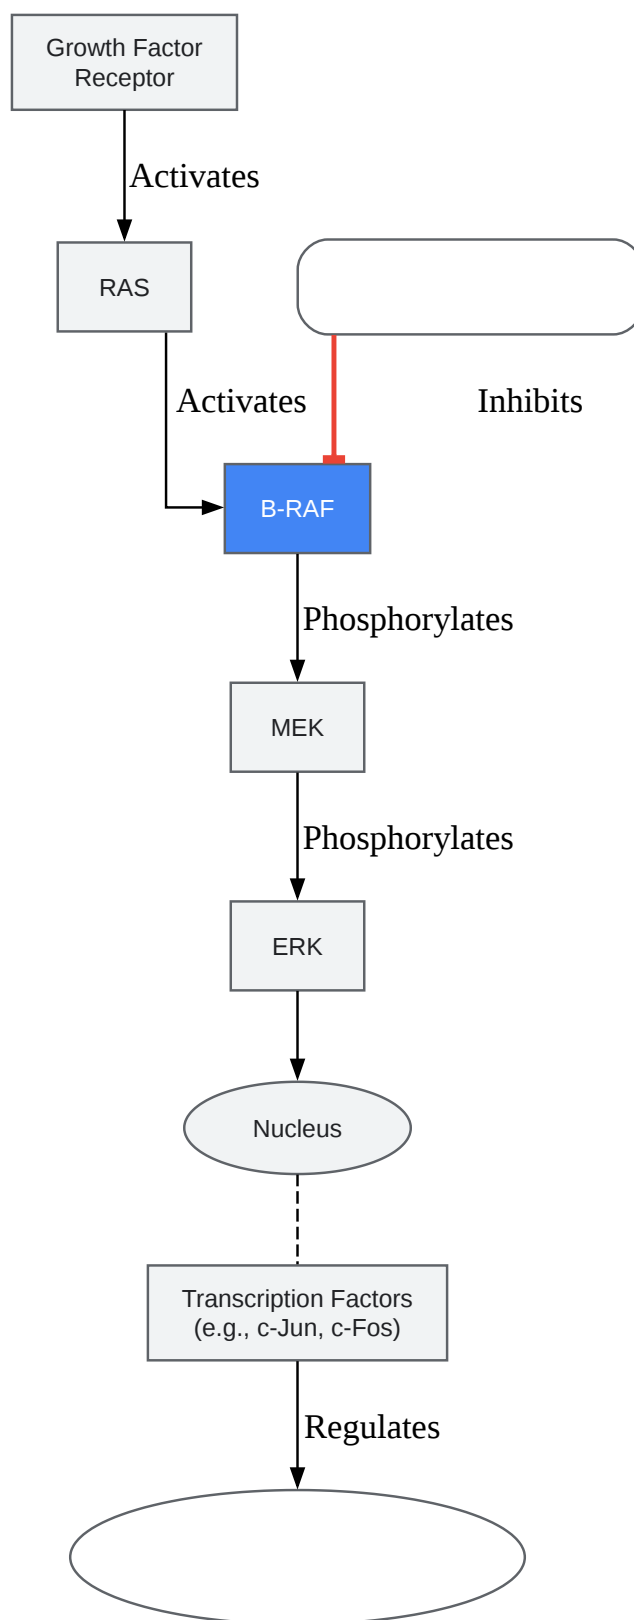 Growth Factor
Receptor
Activates
RAS
Activates
Inhibits
B-RAF
Phosphorylates
MEK
Phosphorylates
ERK
Nucleus
Transcription Factors
(e.g., c-Jun, c-Fos)
Regulates